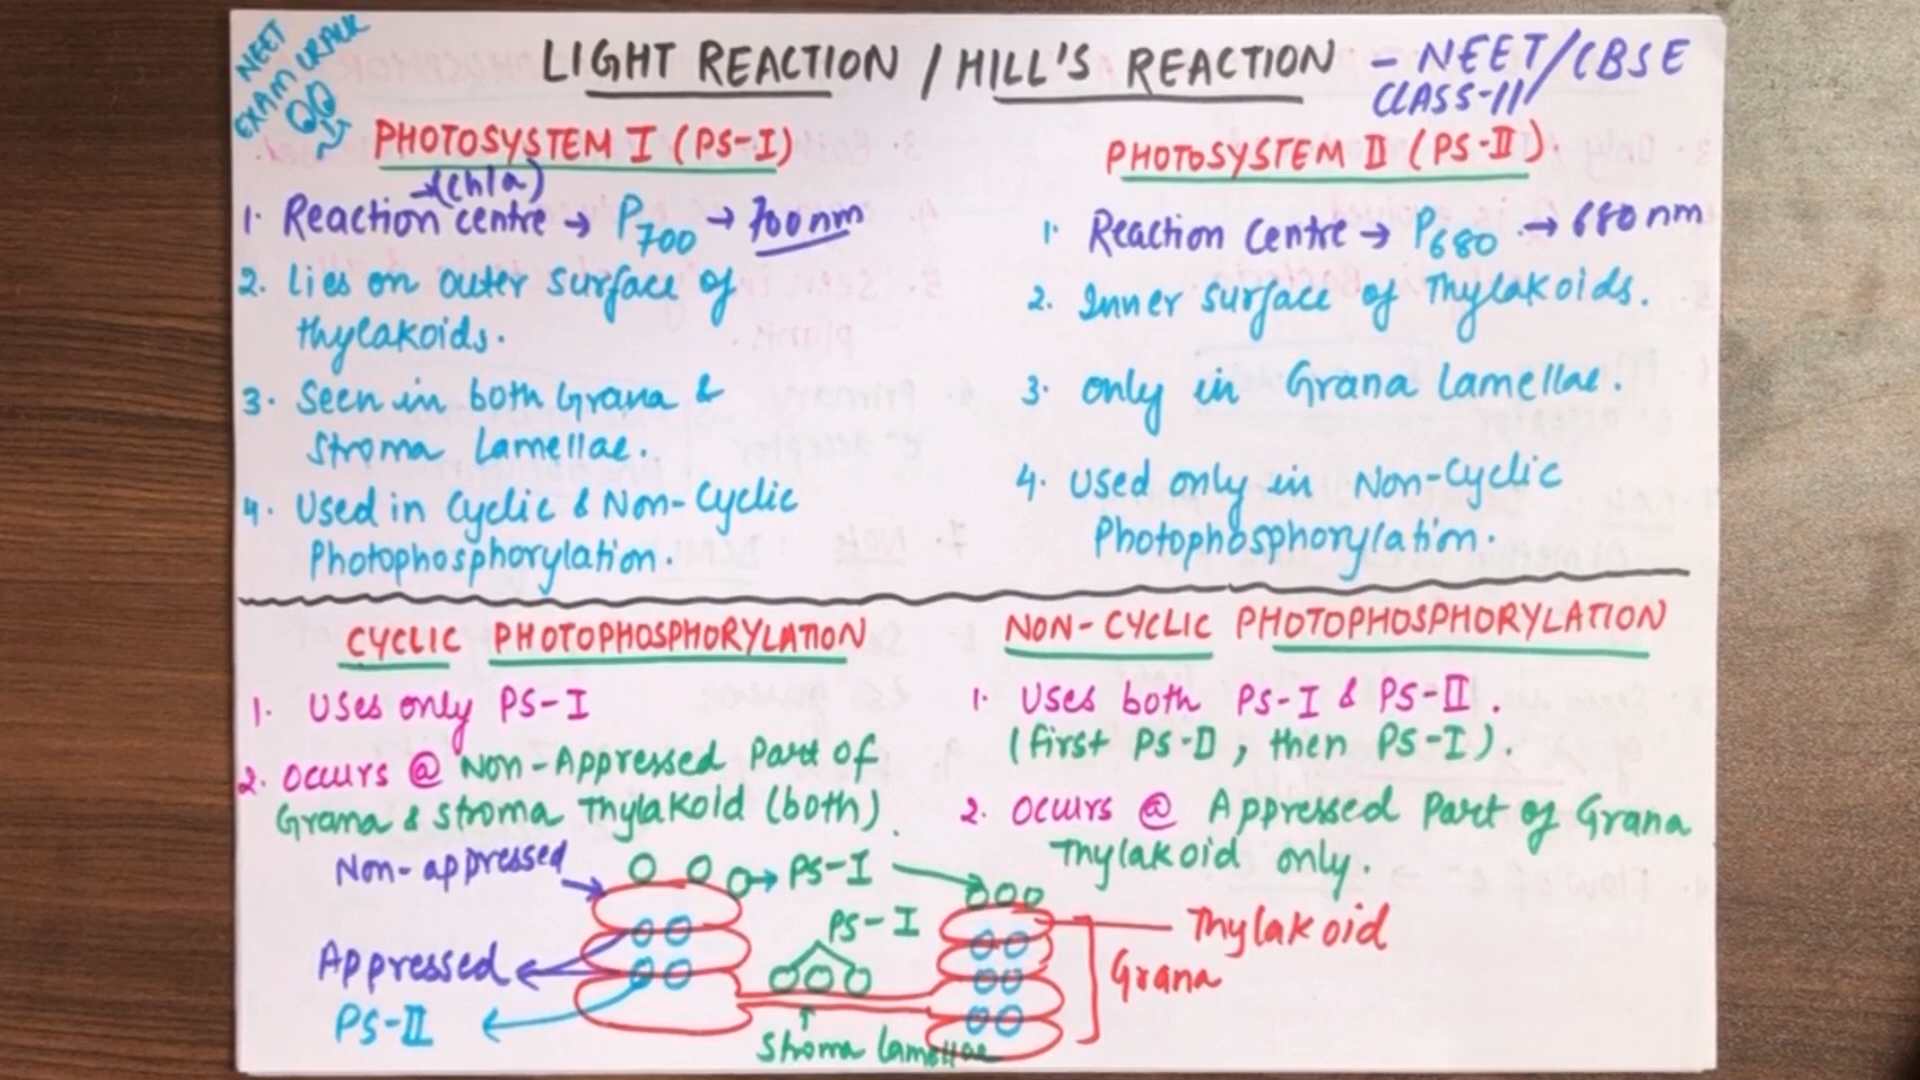 NEET
EXAM CRACK
QQ
LIGHT REACTION / HILL'S REACTION - NEET/CBSE
CLASS-11
PHOTOSYSTEM I (PS-I)
(chla)
1. Reaction centre → P700 → 700nm
2. Lies on outer surface of
thylakoids.
3. Seen in both Grana &
Stroma Lamellae.
4. Used in Cyclic & Non-Cyclic
Photophosphorylation.
PHOTOSYSTEM II (PS-II).
1. Reaction Centre → P680 → 680nm
2. Inner surface of Thylakoids.
3. only in Grana Lamellae.
4. Used only in Non-Cyclic
Photophosphorylation.
CYCLIC PHOTOPHOSPHORYLATION
1. Uses only PS-I
2. Occurs @ Non-Appressed Part of
Grana & Stroma Thylakoid (both).
NON-CYCLIC PHOTOPHOSPHORYLATION
1. Uses both PS-I & PS-II.
(first PS-II, then PS-I).
2. Occurs @ Appressed Part of Grana
Thylakoid only.
Non-appressed
→ PS-I
PS-I
Thylakoid
Appressed
Grana
PS-II
Stroma Lamellae